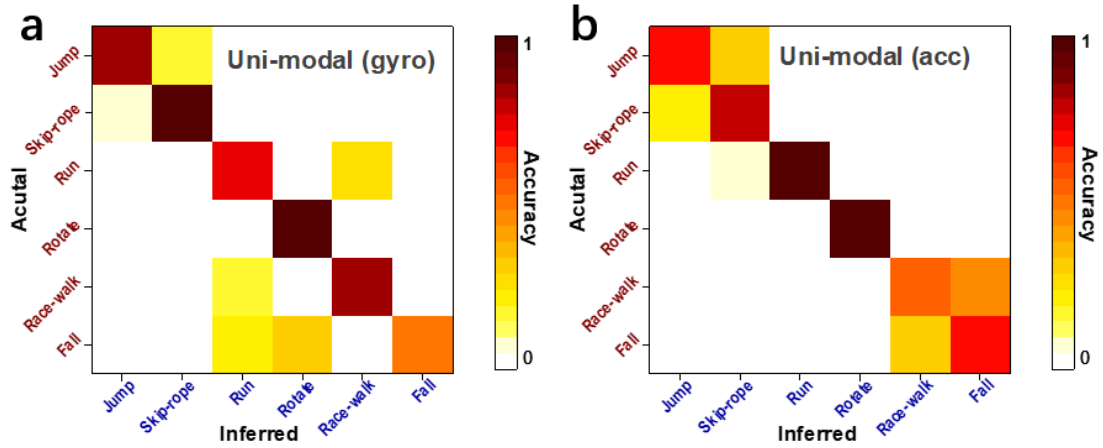 a
Uni-modal (gyro)
Jump
Skip-rope
Run
Rotate
Race-walk
Fall
Acutal
Jump
Skip-rope
Run
Rotate
Race-walk
Fall
Inferred
1
0
Accuracy
b
Uni-modal (acc)
Jump
Skip-rope
Run
Rotate
Race-walk
Fall
Acutal
Jump
Skip-rope
Run
Rotate
Race-walk
Fall
Inferred
1
0
Accuracy